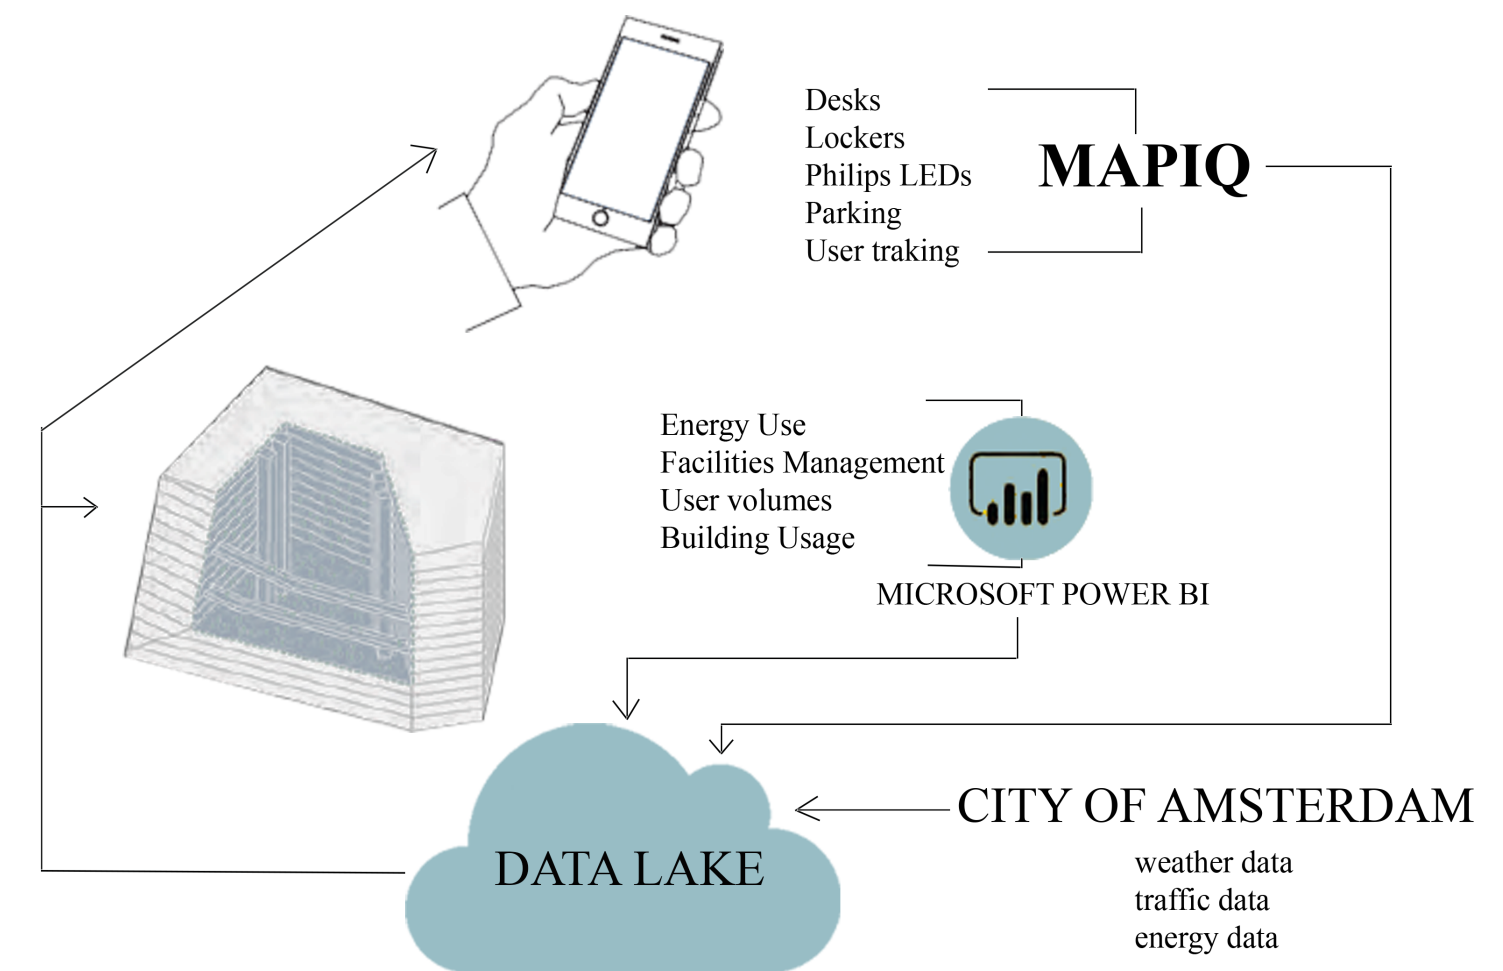 Desks
Lockers
Philips LEDs
Parking
User traking
MAPIQ
Energy Use
Facilities Management
User volumes
Building Usage
MICROSOFT POWER BI
DATA LAKE
CITY OF AMSTERDAM
weather data
traffic data
energy data